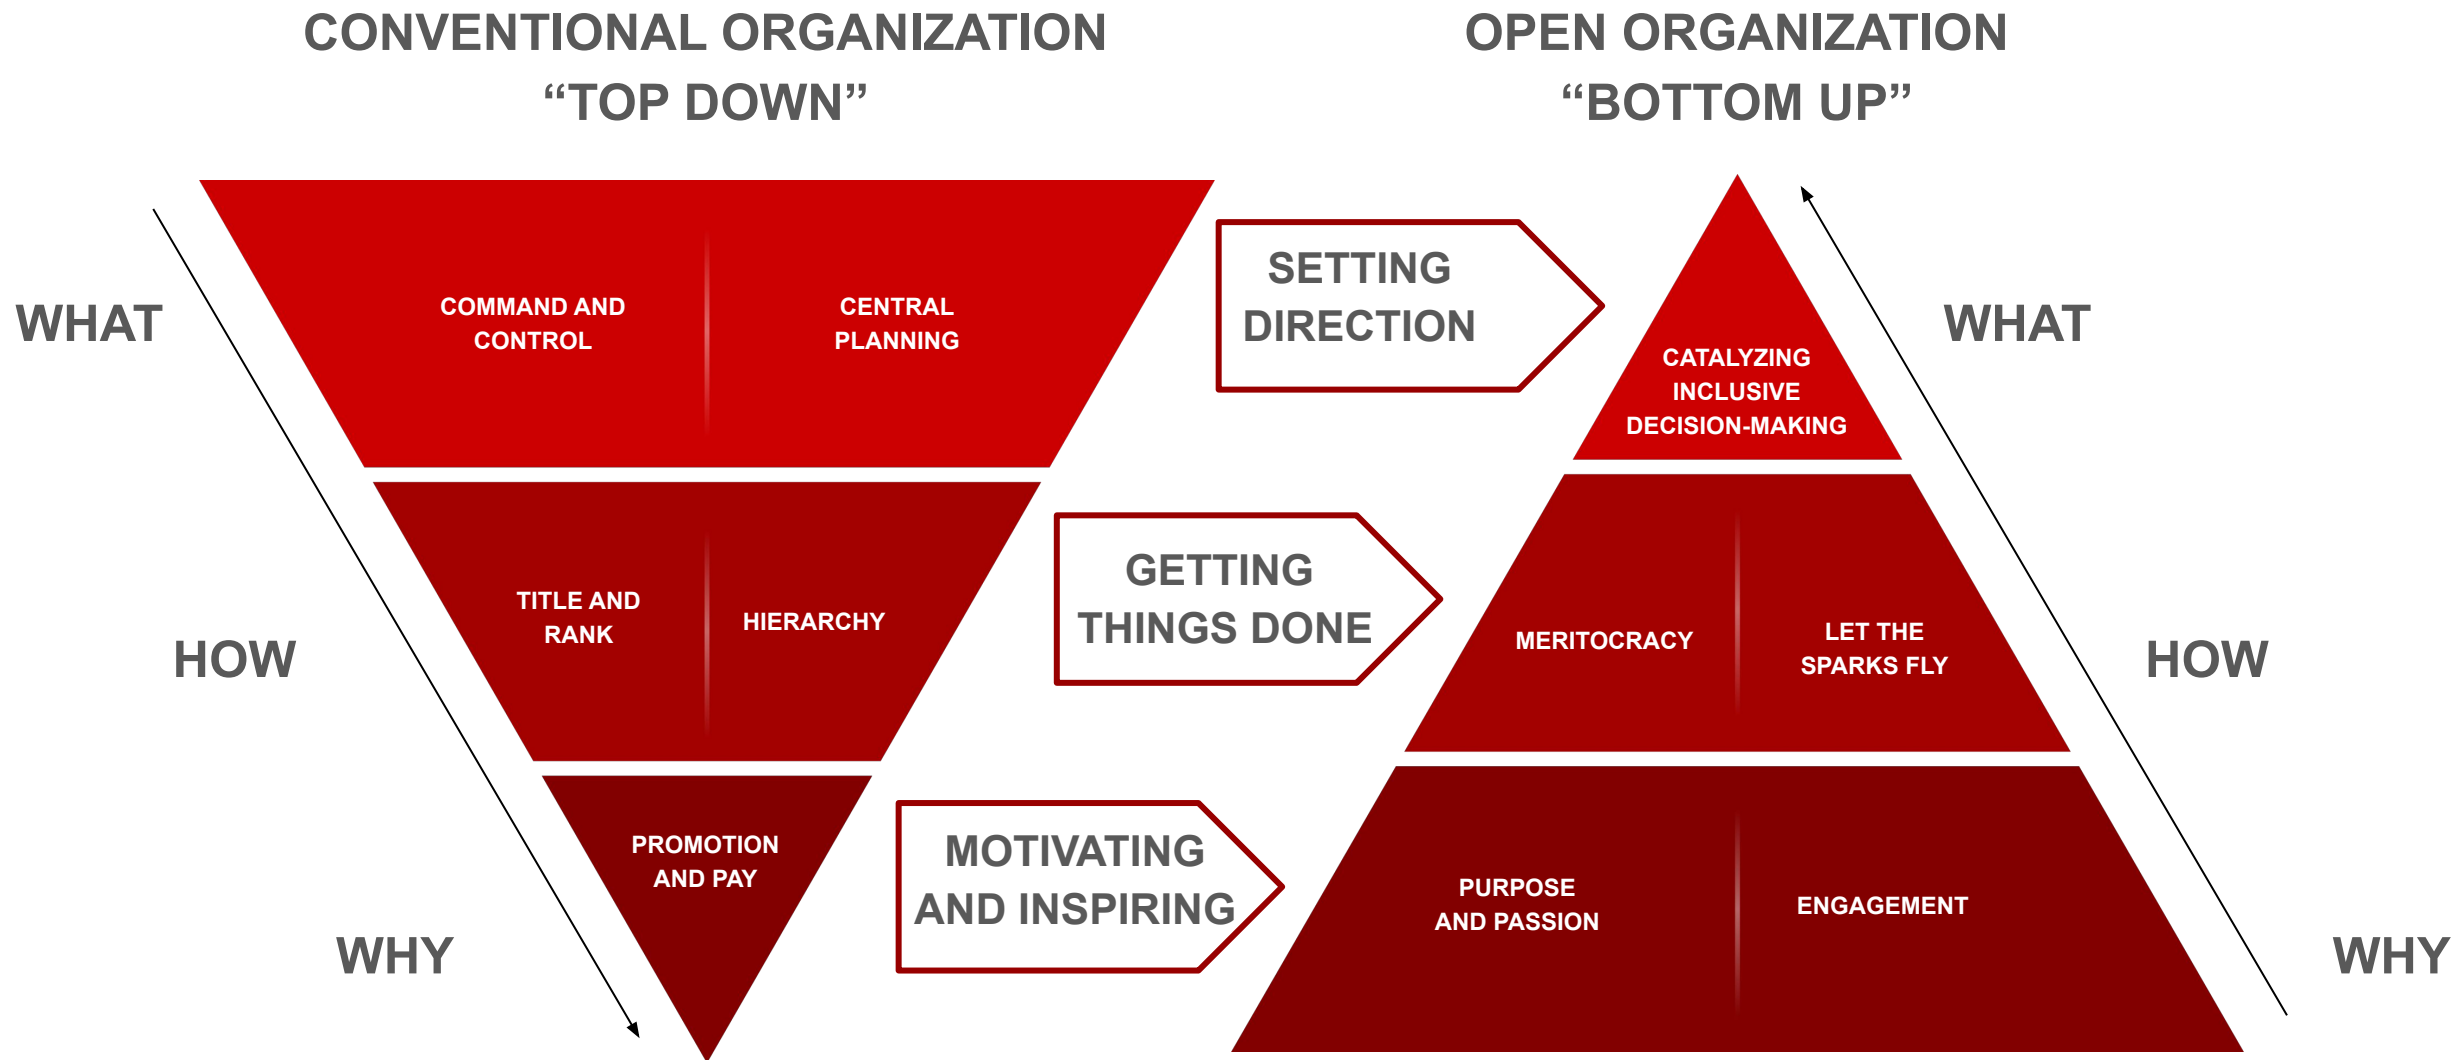 CONVENTIONAL ORGANIZATION
“TOP DOWN”
OPEN ORGANIZATION
“BOTTOM UP”
WHAT
COMMAND AND
CONTROL
CENTRAL
PLANNING
SETTING
DIRECTION
CATALYZING
INCLUSIVE
DECISION-MAKING
WHAT
HOW
TITLE AND
RANK
HIERARCHY
GETTING
THINGS DONE
MERITOCRACY
LET THE
SPARKS FLY
HOW
WHY
PROMOTION
AND PAY
MOTIVATING
AND INSPIRING
PURPOSE
AND PASSION
ENGAGEMENT
WHY